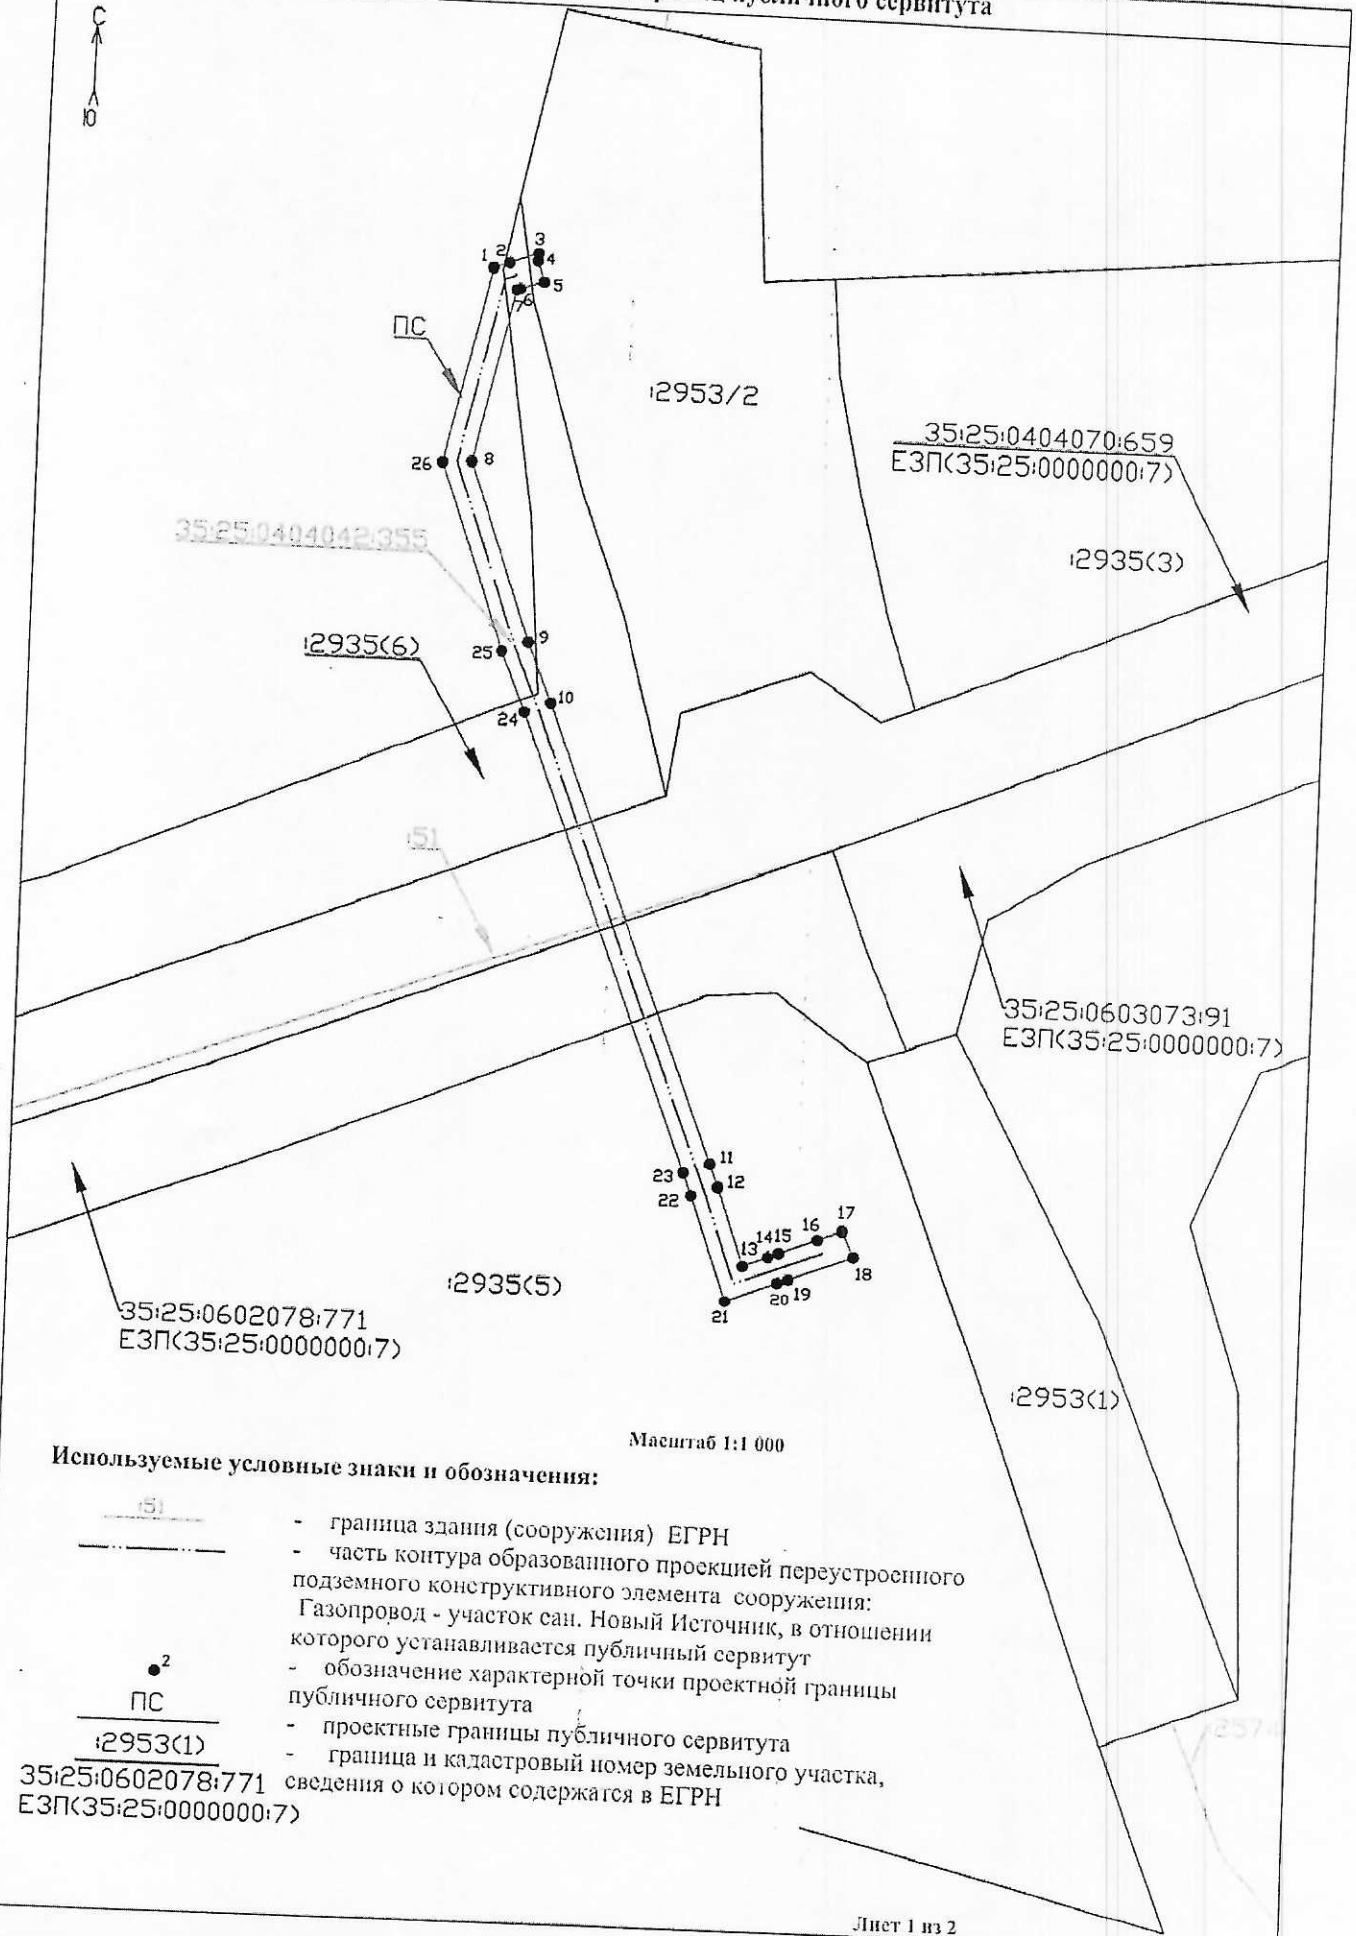 публичного сервитута
С
Ю
1
2
3
4
5
6
7
ПС
:2953/2
35:25:0404070:659
ЕЗП(35:25:0000000:7)
26
8
35:25:0404042:355
:2935(3)
:2935(6)
25
9
24
10
:51
35:25:0603073:91
ЕЗП(35:25:0000000:7)
11
23
12
22
17
16
1415
13
18
19
20
21
:2935(5)
35:25:0602078:771
ЕЗП(35:25:0000000:7)
:2953(1)
Масштаб 1:1 000
Используемые условные знаки и обозначения:
:51
- граница здания (сооружения) ЕГРН
- часть контура образованного проекцией переустроенного
подземного конструктивного элемента сооружения:
Газопровод - участок сан. Новый Источник, в отношении
которого устанавливается публичный сервитут
2
- обозначение характерной точки проектной границы
публичного сервитута
ПС
- проектные границы публичного сервитута
:2953(1)
- граница и кадастровый номер земельного участка,
35:25:0602078:771 сведения о котором содержатся в ЕГРН
ЕЗП(35:25:0000000:7)
Лист 1 из 2